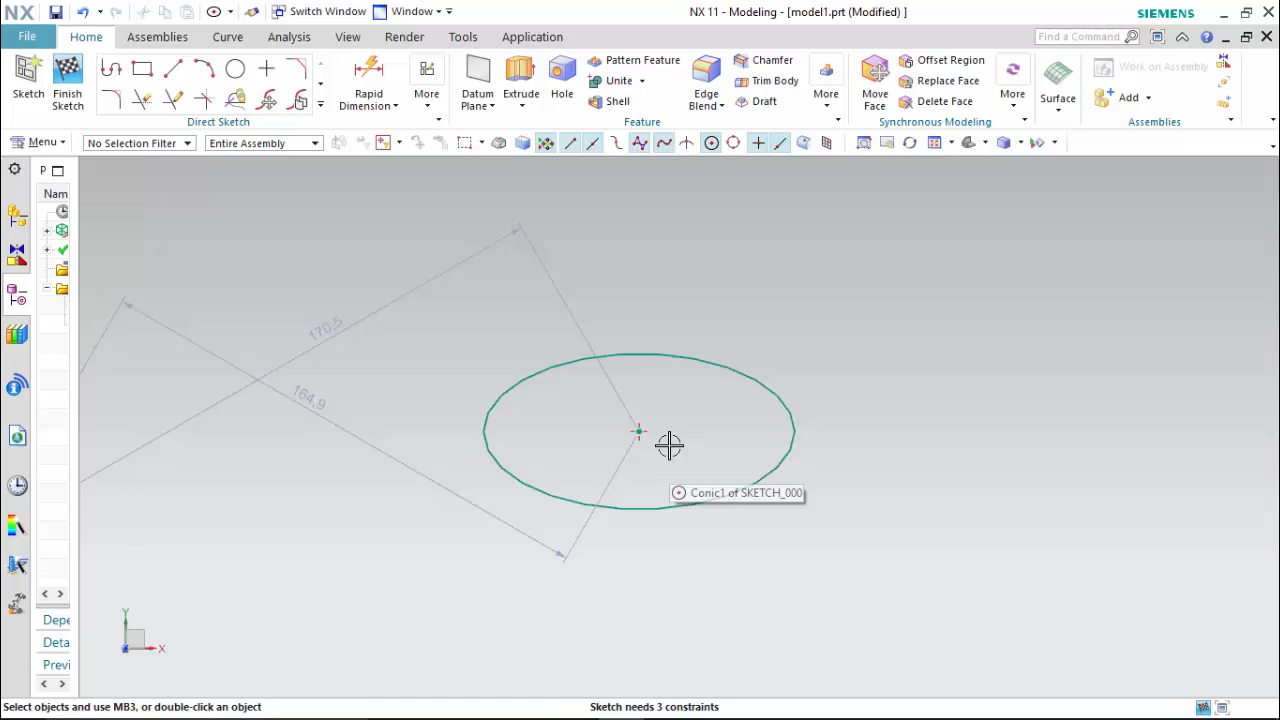 NX
Switch Window
Window
NX 11 - Modeling - [model1.prt (Modified) ]
SIEMENS
File
Home
Assemblies
Curve
Analysis
View
Render
Tools
Application
Find a Command
Sketch
Finish
Sketch
Direct Sketch
Rapid
Dimension
More
Datum
Plane
Extrude
Hole
Pattern Feature
Unite
Shell
Feature
Edge
Blend
Chamfer
Trim Body
Draft
More
Move
Face
Offset Region
Replace Face
Delete Face
Synchronous Modeling
More
Surface
Work on Assembly
Add
Assemblies
Menu
No Selection Filter
Entire Assembly
P
Nam
170,5
164,9
Conic1 of SKETCH_000
Y
X
Depe
Deta
Previ
Select objects and use MB3, or double-click an object
Sketch needs 3 constraints